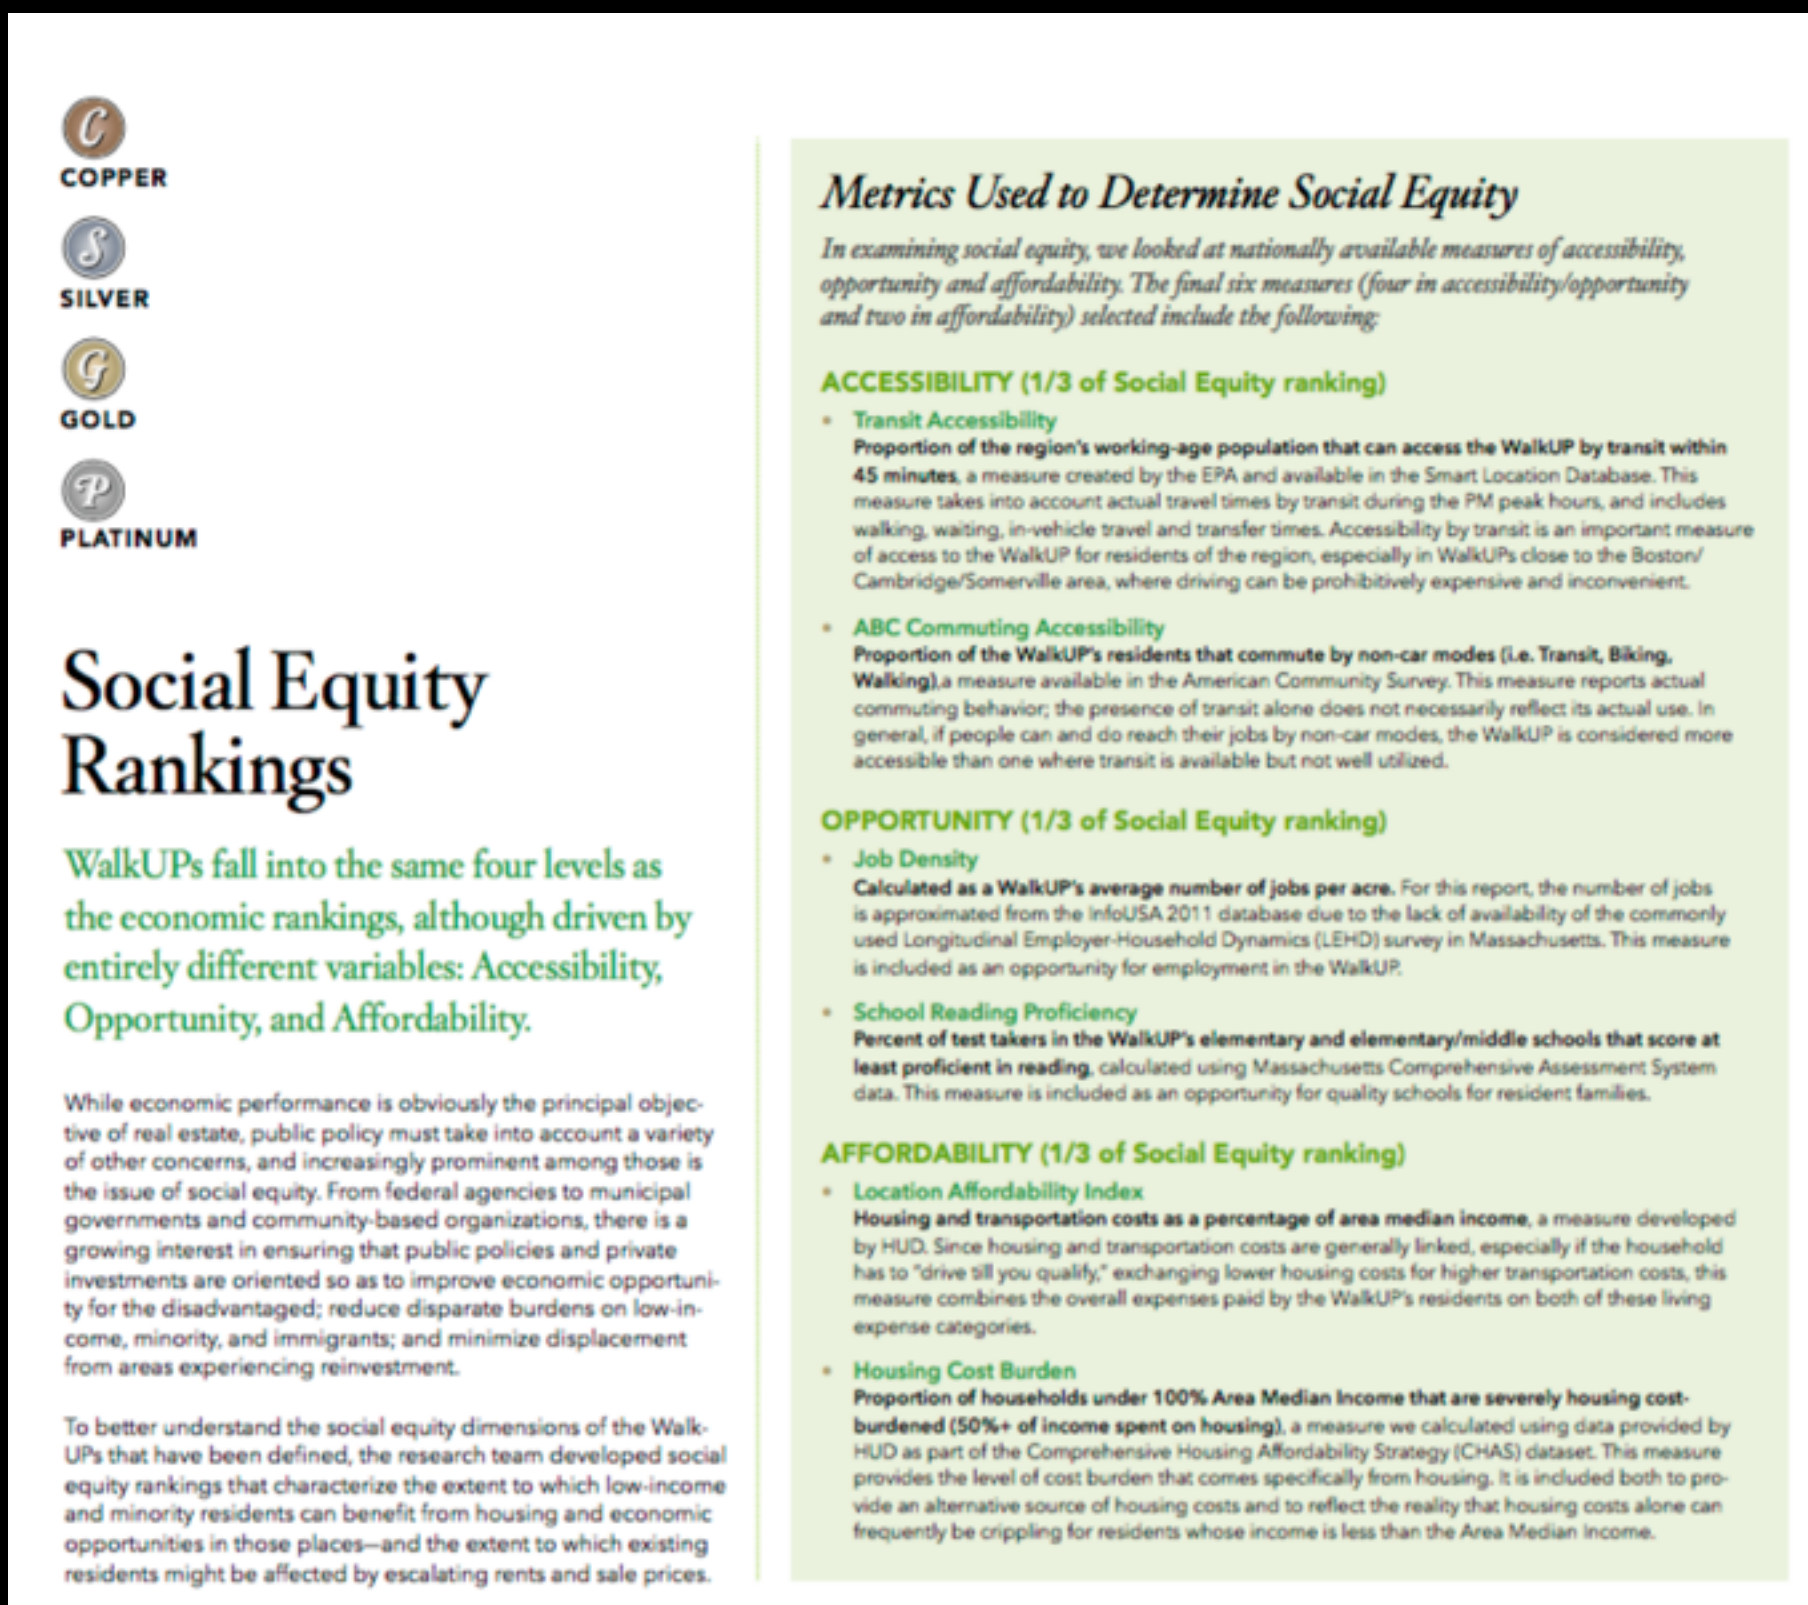 C
COPPER
S
SILVER
G
GOLD
P
PLATINUM
Social Equity
Rankings
WalkUPs fall into the same four levels as
the economic rankings, although driven by
entirely different variables: Accessibility,
Opportunity, and Affordability.
While economic performance is obviously the principal objec-
tive of real estate, public policy must take into account a variety
of other concerns, and increasingly prominent among those is
the issue of social equity. From federal agencies to municipal
governments and community-based organizations, there is a
growing interest in ensuring that public policies and private
investments are oriented so as to improve economic opportuni-
ty for the disadvantaged; reduce disparate burdens on low-in-
come, minority, and immigrants; and minimize displacement
from areas experiencing reinvestment.
To better understand the social equity dimensions of the Walk-
UPs that have been defined, the research team developed social
equity rankings that characterize the extent to which low-income
and minority residents can benefit from housing and economic
opportunities in those places—and the extent to which existing
residents might be affected by escalating rents and sale prices.
Metrics Used to Determine Social Equity
In examining social equity, we looked at nationally available measures of accessibility,
opportunity and affordability. The final six measures (four in accessibility/opportunity
and two in affordability) selected include the following:
ACCESSIBILITY (1/3 of Social Equity ranking)
• Transit Accessibility
Proportion of the region's working-age population that can access the WalkUP by transit within
45 minutes, a measure created by the EPA and available in the Smart Location Database. This
measure takes into account actual travel times by transit during the PM peak hours, and includes
walking, waiting, in-vehicle travel and transfer times. Accessibility by transit is an important measure
of access to the WalkUP for residents of the region, especially in WalkUPs close to the Boston/
Cambridge/Somerville area, where driving can be prohibitively expensive and inconvenient.
• ABC Commuting Accessibility
Proportion of the WalkUP's residents that commute by non-car modes (i.e. Transit, Biking,
Walking),a measure available in the American Community Survey. This measure reports actual
commuting behavior; the presence of transit alone does not necessarily reflect its actual use. In
general, if people can and do reach their jobs by non-car modes, the WalkUP is considered more
accessible than one where transit is available but not well utilized.
OPPORTUNITY (1/3 of Social Equity ranking)
• Job Density
Calculated as a WalkUP's average number of jobs per acre. For this report, the number of jobs
is approximated from the InfoUSA 2011 database due to the lack of availability of the commonly
used Longitudinal Employer-Household Dynamics (LEHD) survey in Massachusetts. This measure
is included as an opportunity for employment in the WalkUP.
• School Reading Proficiency
Percent of test takers in the WalkUP's elementary and elementary/middle schools that score at
least proficient in reading, calculated using Massachusetts Comprehensive Assessment System
data. This measure is included as an opportunity for quality schools for resident families.
AFFORDABILITY (1/3 of Social Equity ranking)
• Location Affordability Index
Housing and transportation costs as a percentage of area median income, a measure developed
by HUD. Since housing and transportation costs are generally linked, especially if the household
has to "drive till you qualify," exchanging lower housing costs for higher transportation costs, this
measure combines the overall expenses paid by the WalkUP's residents on both of these living
expense categories.
• Housing Cost Burden
Proportion of households under 100% Area Median Income that are severely housing cost-
burdened (50%+ of income spent on housing), a measure we calculated using data provided by
HUD as part of the Comprehensive Housing Affordability Strategy (CHAS) dataset. This measure
provides the level of cost burden that comes specifically from housing. It is included both to pro-
vide an alternative source of housing costs and to reflect the reality that housing costs alone can
frequently be crippling for residents whose income is less than the Area Median Income.